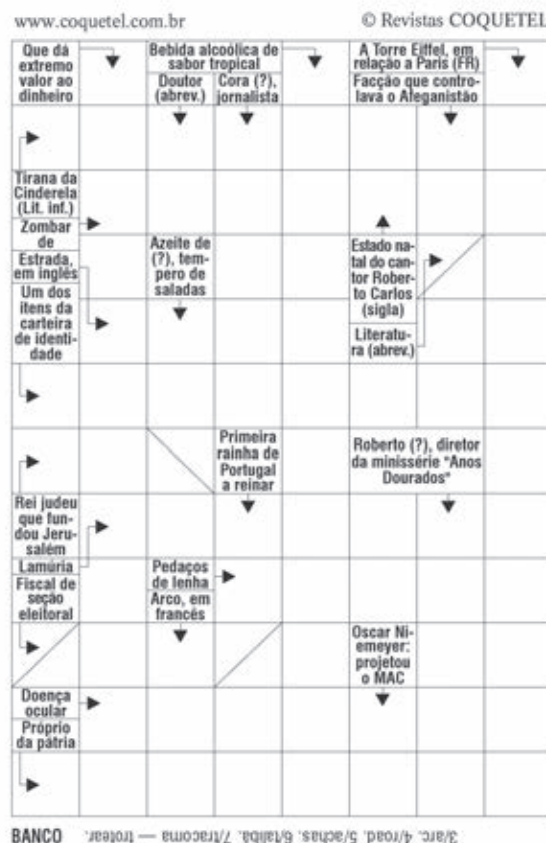 www.coquetel.com.br © Revistas COQUETEL
Que dá
extremo
valor ao
dinheiro
Bebida alcoólica de
sabor tropical
Doutor
(abrev.)
Cora (?),
jornalista
A Torre Eiffel, em
relação a Paris (FR)
Facção que contro-
lava o Afeganistão
Tirana da
Cinderela
(Lit. inf.)
Zombar
de
Estrada,
em inglês
Um dos
itens da
carteira
de identi-
dade
Azeite de
(?), tem-
pero de
saladas
Estado na-
tal do can-
tor Rober-
to Carlos
(sigla)
Literatu-
ra (abrev.)
Primeira
rainha de
Portugal
a reinar
Roberto (?), diretor
da minissérie "Anos
Dourados"
Rei judeu
que fun-
dou Jeru-
salém
Lamúria
Fiscal de
seção
eleitoral
Pedaços
de lenha
Arco, em
francês
Oscar Ni-
emeyer:
projetou
o MAC
Doença
ocular
Próprio
da pátria
BANCO 3/arc. 4/road. 5/achas. 6/talibã. 7/tracoma — trotear.